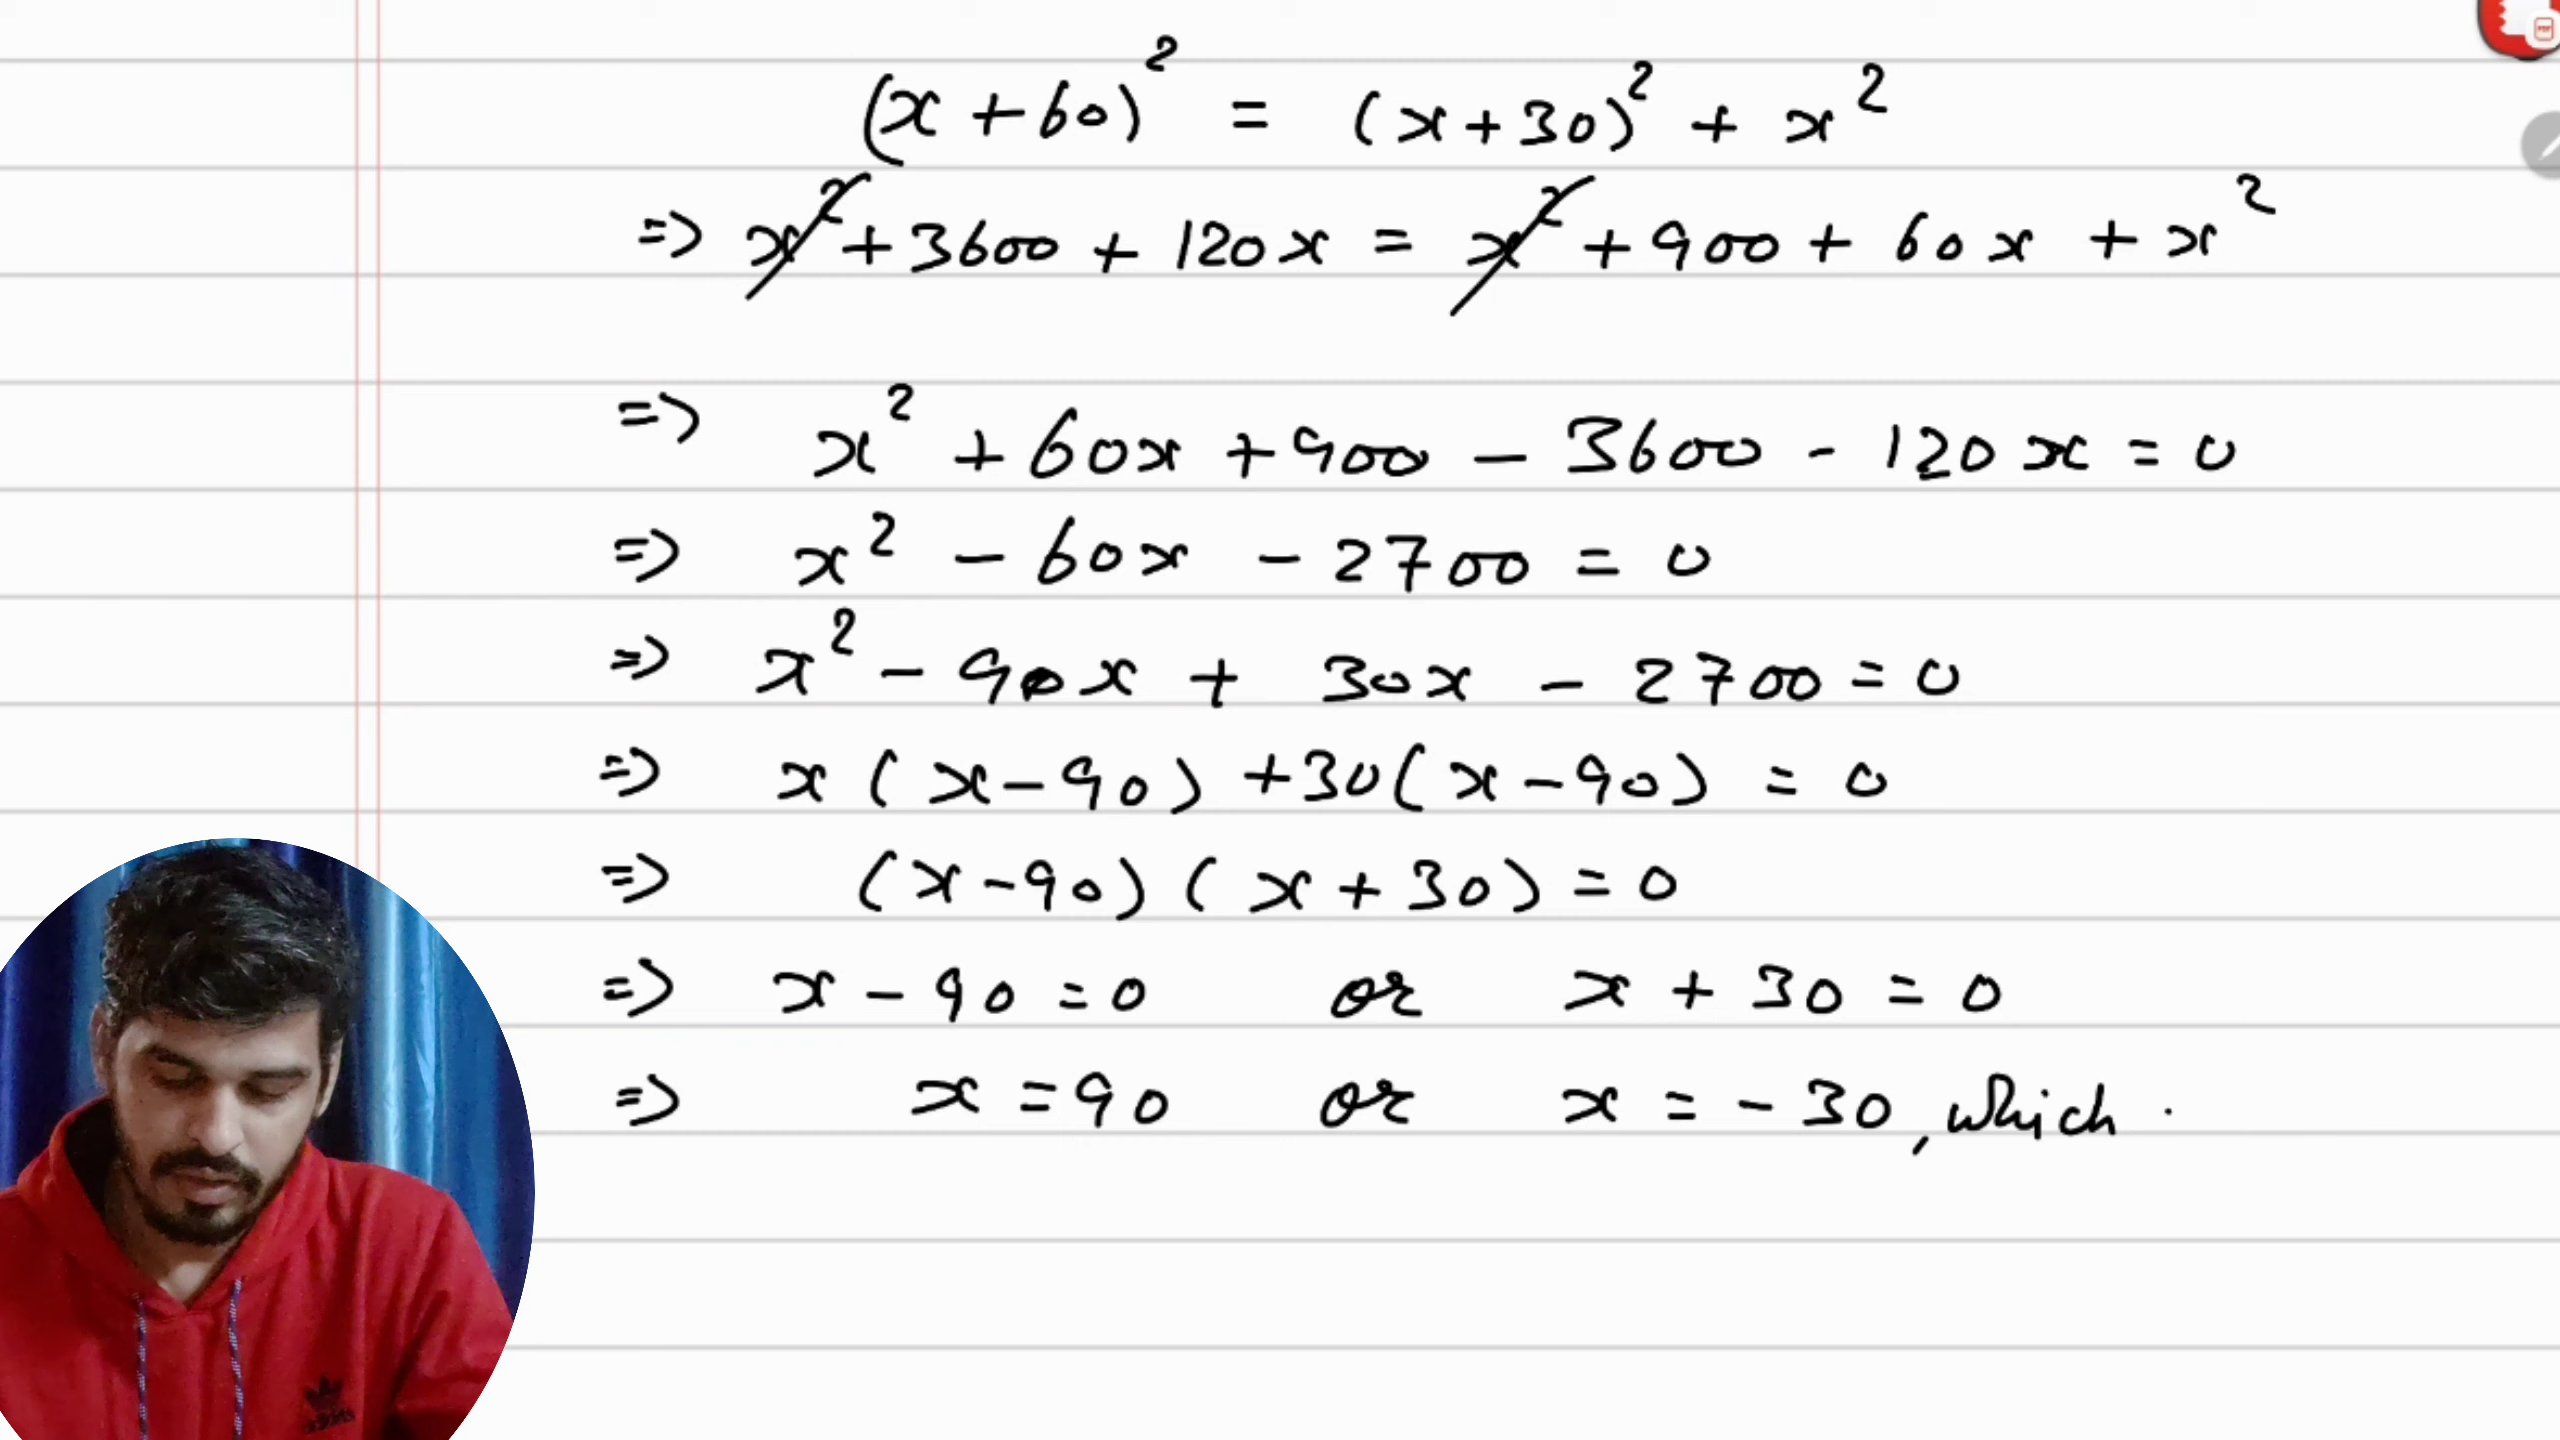 (x + 60)² = (x + 30)² + x²
=> x² + 3600 + 120x = x² + 900 + 60x + x²
=> x² + 60x + 900 - 3600 - 120x = 0
=> x² - 60x - 2700 = 0
=> x² - 90x + 30x - 2700 = 0
=> x (x - 90) + 30 (x - 90) = 0
=> (x - 90) (x + 30) = 0
=> x - 90 = 0 or x + 30 = 0
=> x = 90 or x = - 30, which
adidas